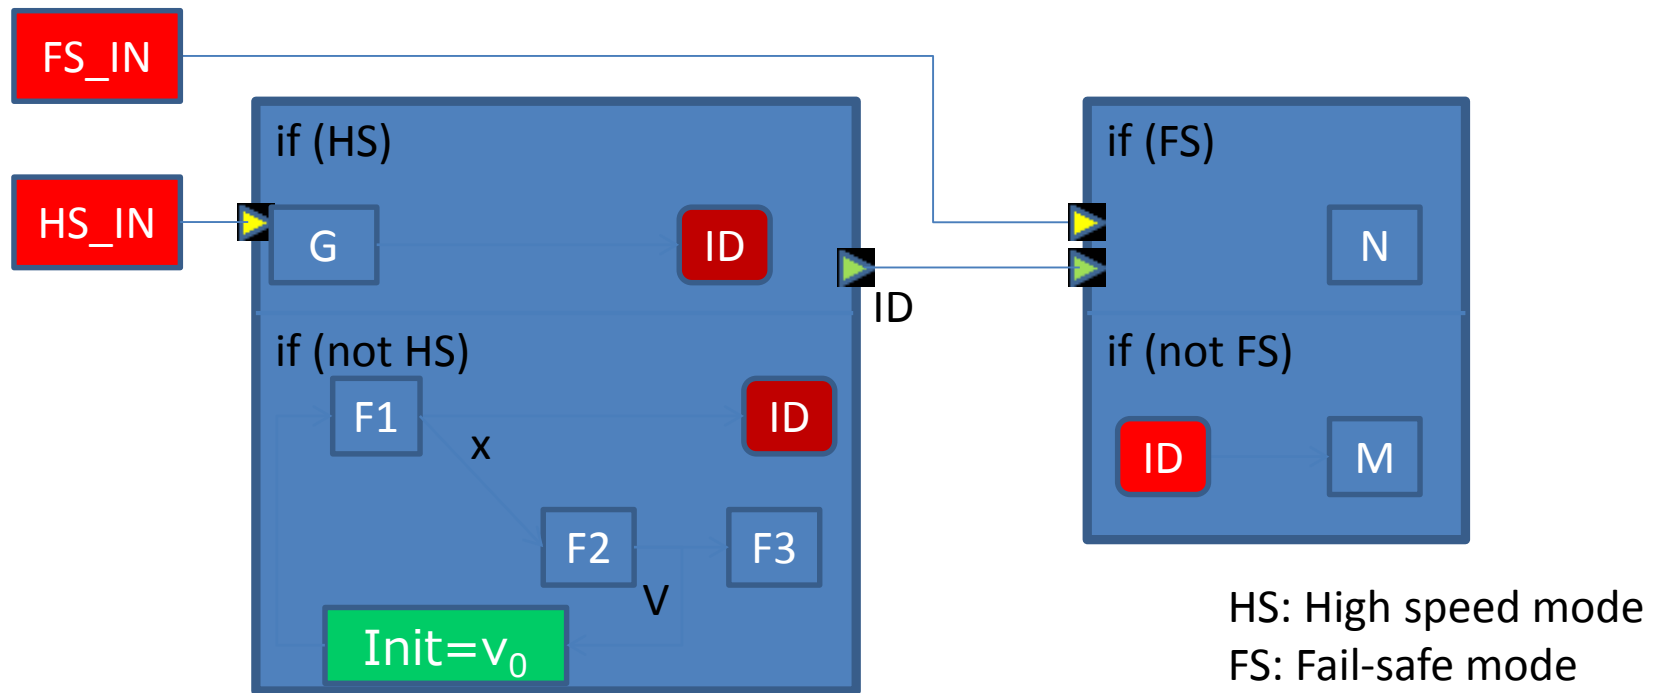 FS_IN
HS_IN
if (HS)
G
ID
ID
if (not HS)
F1
ID
x
F2
F3
V
Init=v₀
if (FS)
N
if (not FS)
ID
M
HS: High speed mode
FS: Fail-safe mode